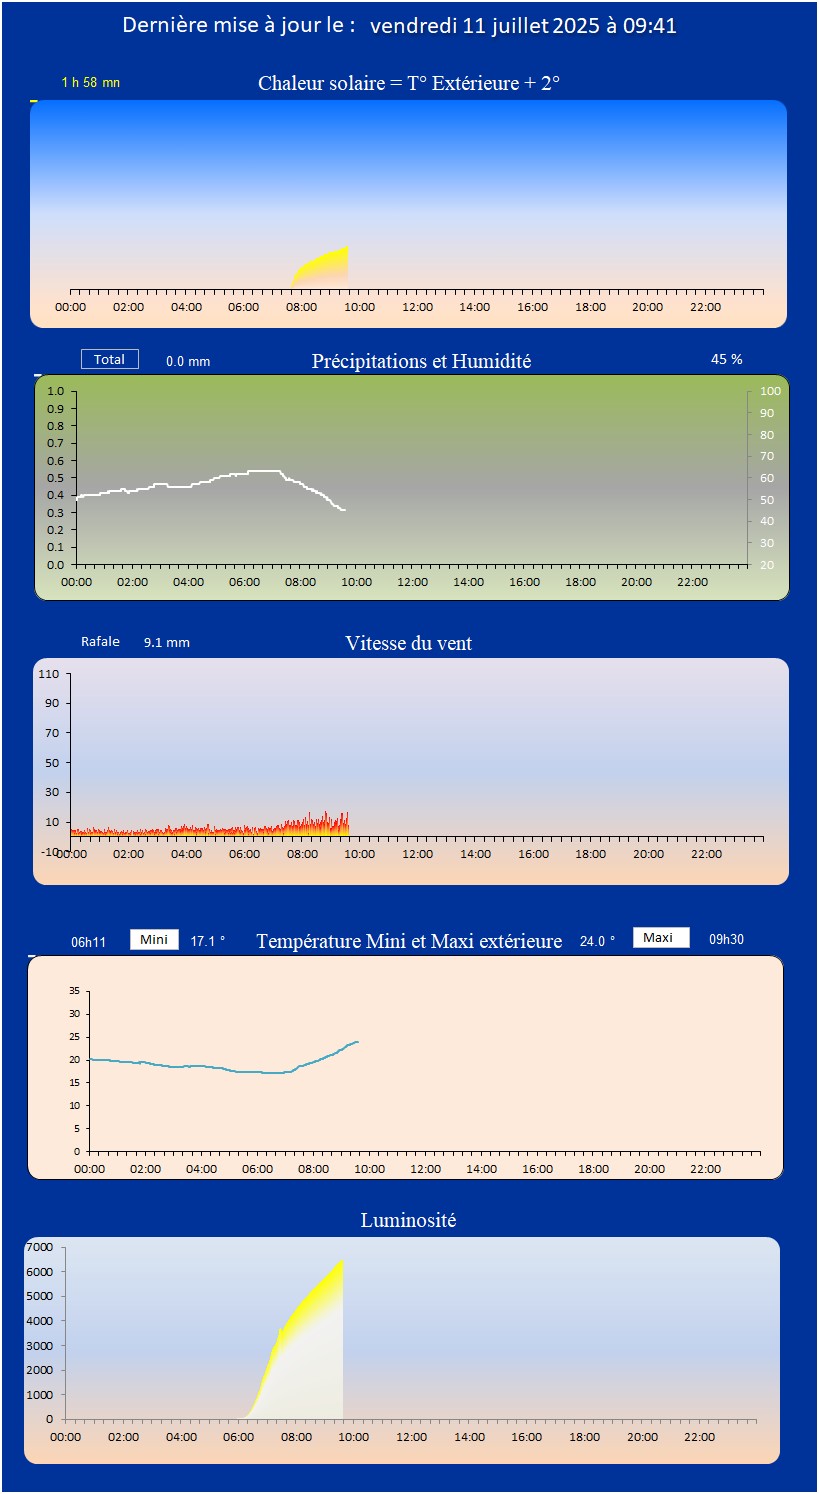 Dernière mise à jour le : vendredi 11 juillet 2025 à 09:41
1 h 58 mn
Chaleur solaire = T° Extérieure + 2°
00:00 02:00 04:00 06:00 08:00 10:00 12:00 14:00 16:00 18:00 20:00 22:00
Total 0.0 mm Précipitations et Humidité 45 %
1.0 100
0.9 90
0.8 80
0.7 70
0.6 60
0.5 50
0.4 40
0.3 30
0.2 20
0.1
0.0
00:00 02:00 04:00 06:00 08:00 10:00 12:00 14:00 16:00 18:00 20:00 22:00
Rafale 9.1 mm Vitesse du vent
110
90
70
50
30
10
-10
00:00 02:00 04:00 06:00 08:00 10:00 12:00 14:00 16:00 18:00 20:00 22:00
06h11 Mini 17.1 ° Température Mini et Maxi extérieure 24.0 ° Maxi 09h30
35
30
25
20
15
10
5
0
00:00 02:00 04:00 06:00 08:00 10:00 12:00 14:00 16:00 18:00 20:00 22:00
Luminosité
7000
6000
5000
4000
3000
2000
1000
0
00:00 02:00 04:00 06:00 08:00 10:00 12:00 14:00 16:00 18:00 20:00 22:00